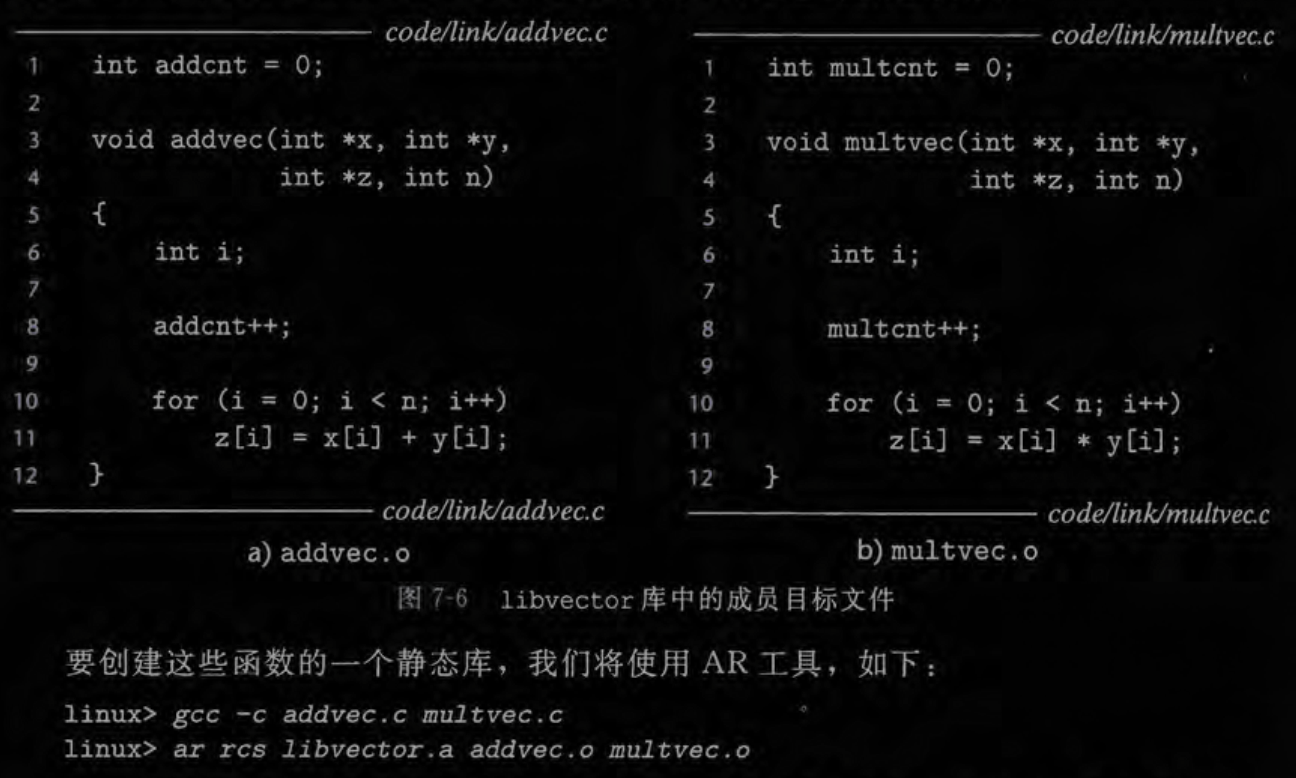 code/link/addvec.c
1 int addcnt = 0;
2
3 void addvec(int *x, int *y,
4 int *z, int n)
5 {
6 int i;
7
8 addcnt++;
9
10 for (i = 0; i < n; i++)
11 z[i] = x[i] + y[i];
12 }
code/link/addvec.c
a) addvec.o
code/link/multvec.c
1 int multcnt = 0;
2
3 void multvec(int *x, int *y,
4 int *z, int n)
5 {
6 int i;
7
8 multcnt++;
9
10 for (i = 0; i < n; i++)
11 z[i] = x[i] * y[i];
12 }
code/link/multvec.c
b) multvec.o
图 7-6 libvector 库中的成员目标文件
要创建这些函数的一个静态库，我们将使用 AR 工具，如下：
linux> gcc -c addvec.c multvec.c
linux> ar rcs libvector.a addvec.o multvec.o